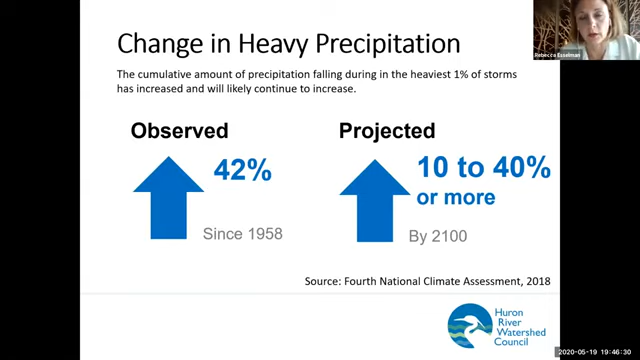 Change in Heavy Precipitation
The cumulative amount of precipitation falling during in the heaviest 1% of storms
has increased and will likely continue to increase.
Observed
42%
Since 1958
Projected
10 to 40%
or more
By 2100
Source: Fourth National Climate Assessment, 2018
Huron
River
Watershed
Council
Rebecca Esselman
2020-05-19 19:46:30